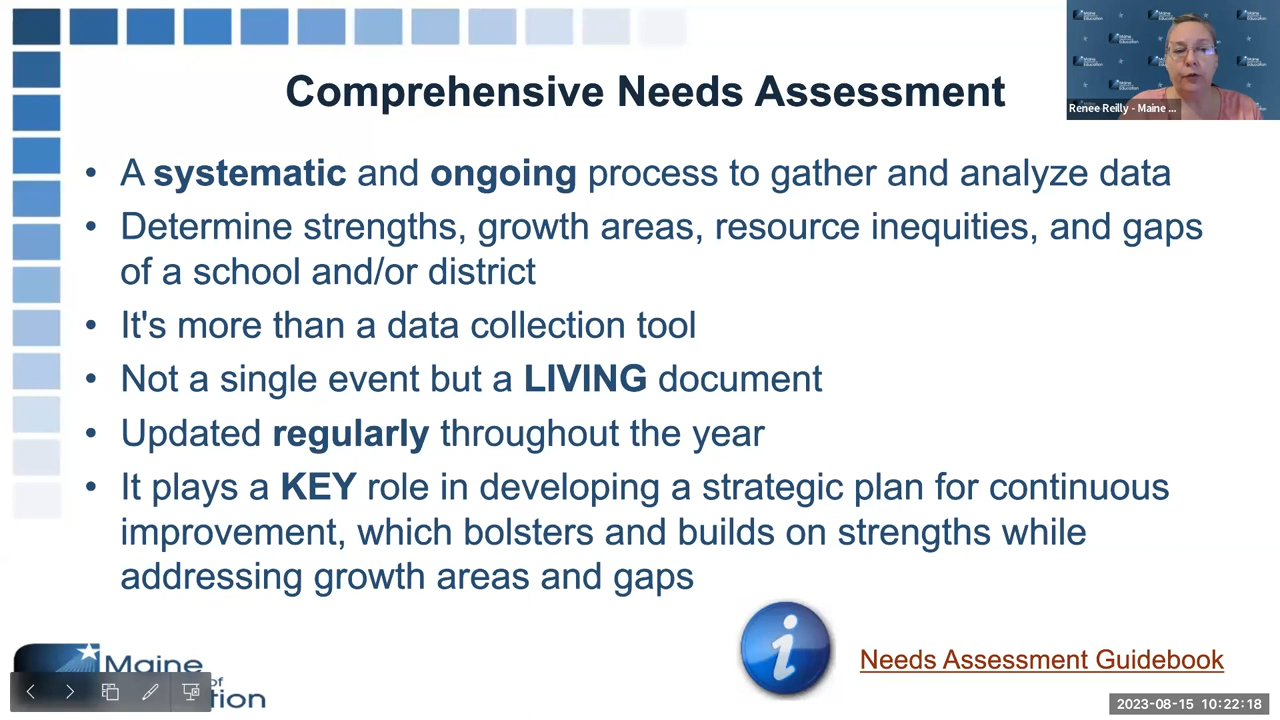 Comprehensive Needs Assessment
Renee Reilly - Maine ...
• A systematic and ongoing process to gather and analyze data
• Determine strengths, growth areas, resource inequities, and gaps
of a school and/or district
• It's more than a data collection tool
• Not a single event but a LIVING document
• Updated regularly throughout the year
• It plays a KEY role in developing a strategic plan for continuous
improvement, which bolsters and builds on strengths while
addressing growth areas and gaps
Maine
of
Needs Assessment Guidebook
2023-08-15 10:22:18